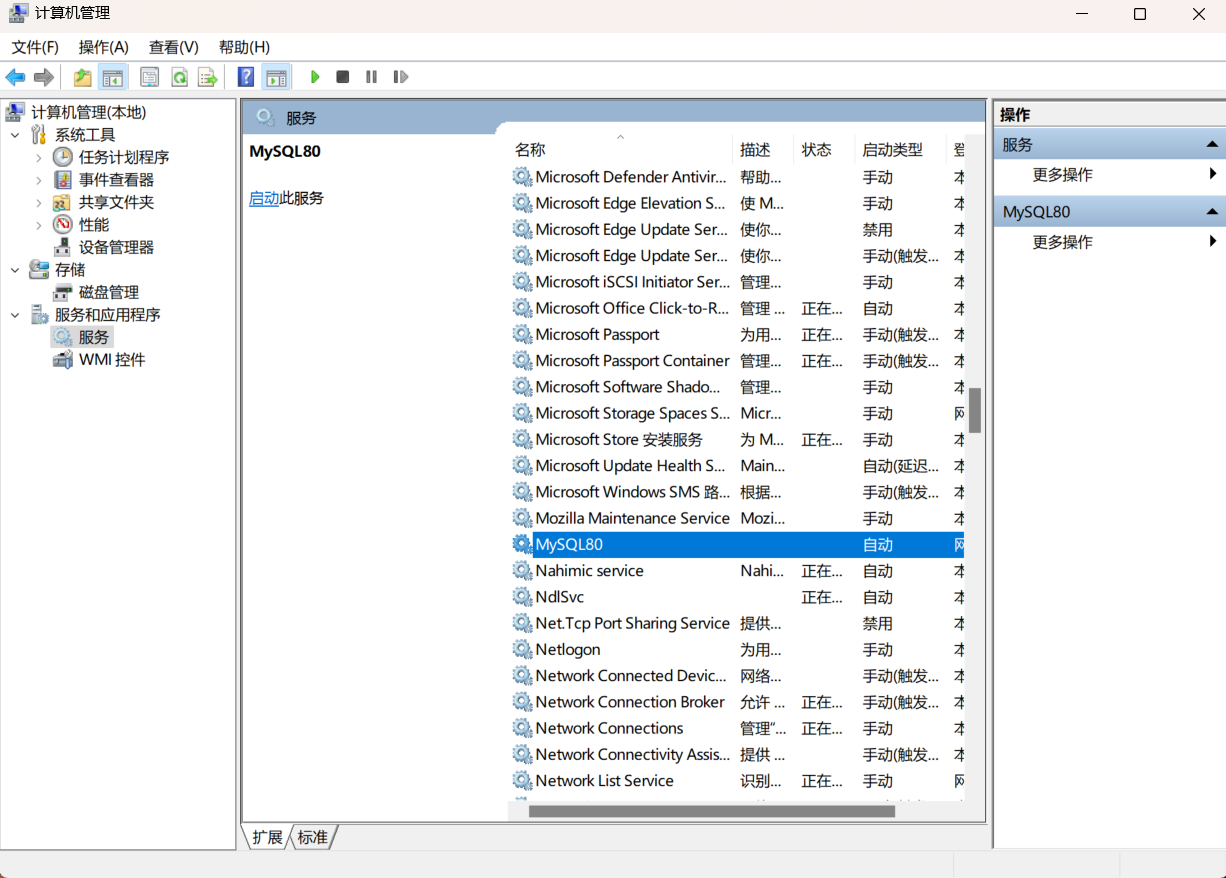 计算机管理
文件(F) 操作(A) 查看(V) 帮助(H)
计算机管理(本地)
系统工具
任务计划程序
事件查看器
共享文件夹
性能
设备管理器
存储
磁盘管理
服务和应用程序
服务
WMI 控件
服务
MySQL80
启动此服务
名称 描述 状态 启动类型 登
Microsoft Defender Antivir... 帮助... 手动 本
Microsoft Edge Elevation S... 使 M... 手动 本
Microsoft Edge Update Ser... 使你... 禁用 本
Microsoft Edge Update Ser... 使你... 手动(触发... 本
Microsoft iSCSI Initiator Ser... 管理... 手动 本
Microsoft Office Click-to-R... 管理 ... 正在... 自动 本
Microsoft Passport 为用... 正在... 手动(触发... 本
Microsoft Passport Container 管理... 正在... 手动(触发... 本
Microsoft Software Shado... 管理... 手动 本
Microsoft Storage Spaces S... Micr... 手动 网
Microsoft Store 安装服务 为 M... 正在... 手动 本
Microsoft Update Health S... Main... 自动(延迟... 本
Microsoft Windows SMS 路... 根据... 手动(触发... 本
Mozilla Maintenance Service Mozi... 手动 本
MySQL80 自动 网
Nahimic service Nahi... 正在... 自动 本
NdlSvc 正在... 自动 本
Net.Tcp Port Sharing Service 提供... 禁用 本
Netlogon 为用... 手动 本
Network Connected Devic... 网络... 手动(触发... 本
Network Connection Broker 允许 ... 正在... 手动(触发... 本
Network Connections 管理“... 正在... 手动 本
Network Connectivity Assis... 提供 ... 手动(触发... 本
Network List Service 识别... 正在... 手动 网
扩展 标准
操作
服务
更多操作
MySQL80
更多操作